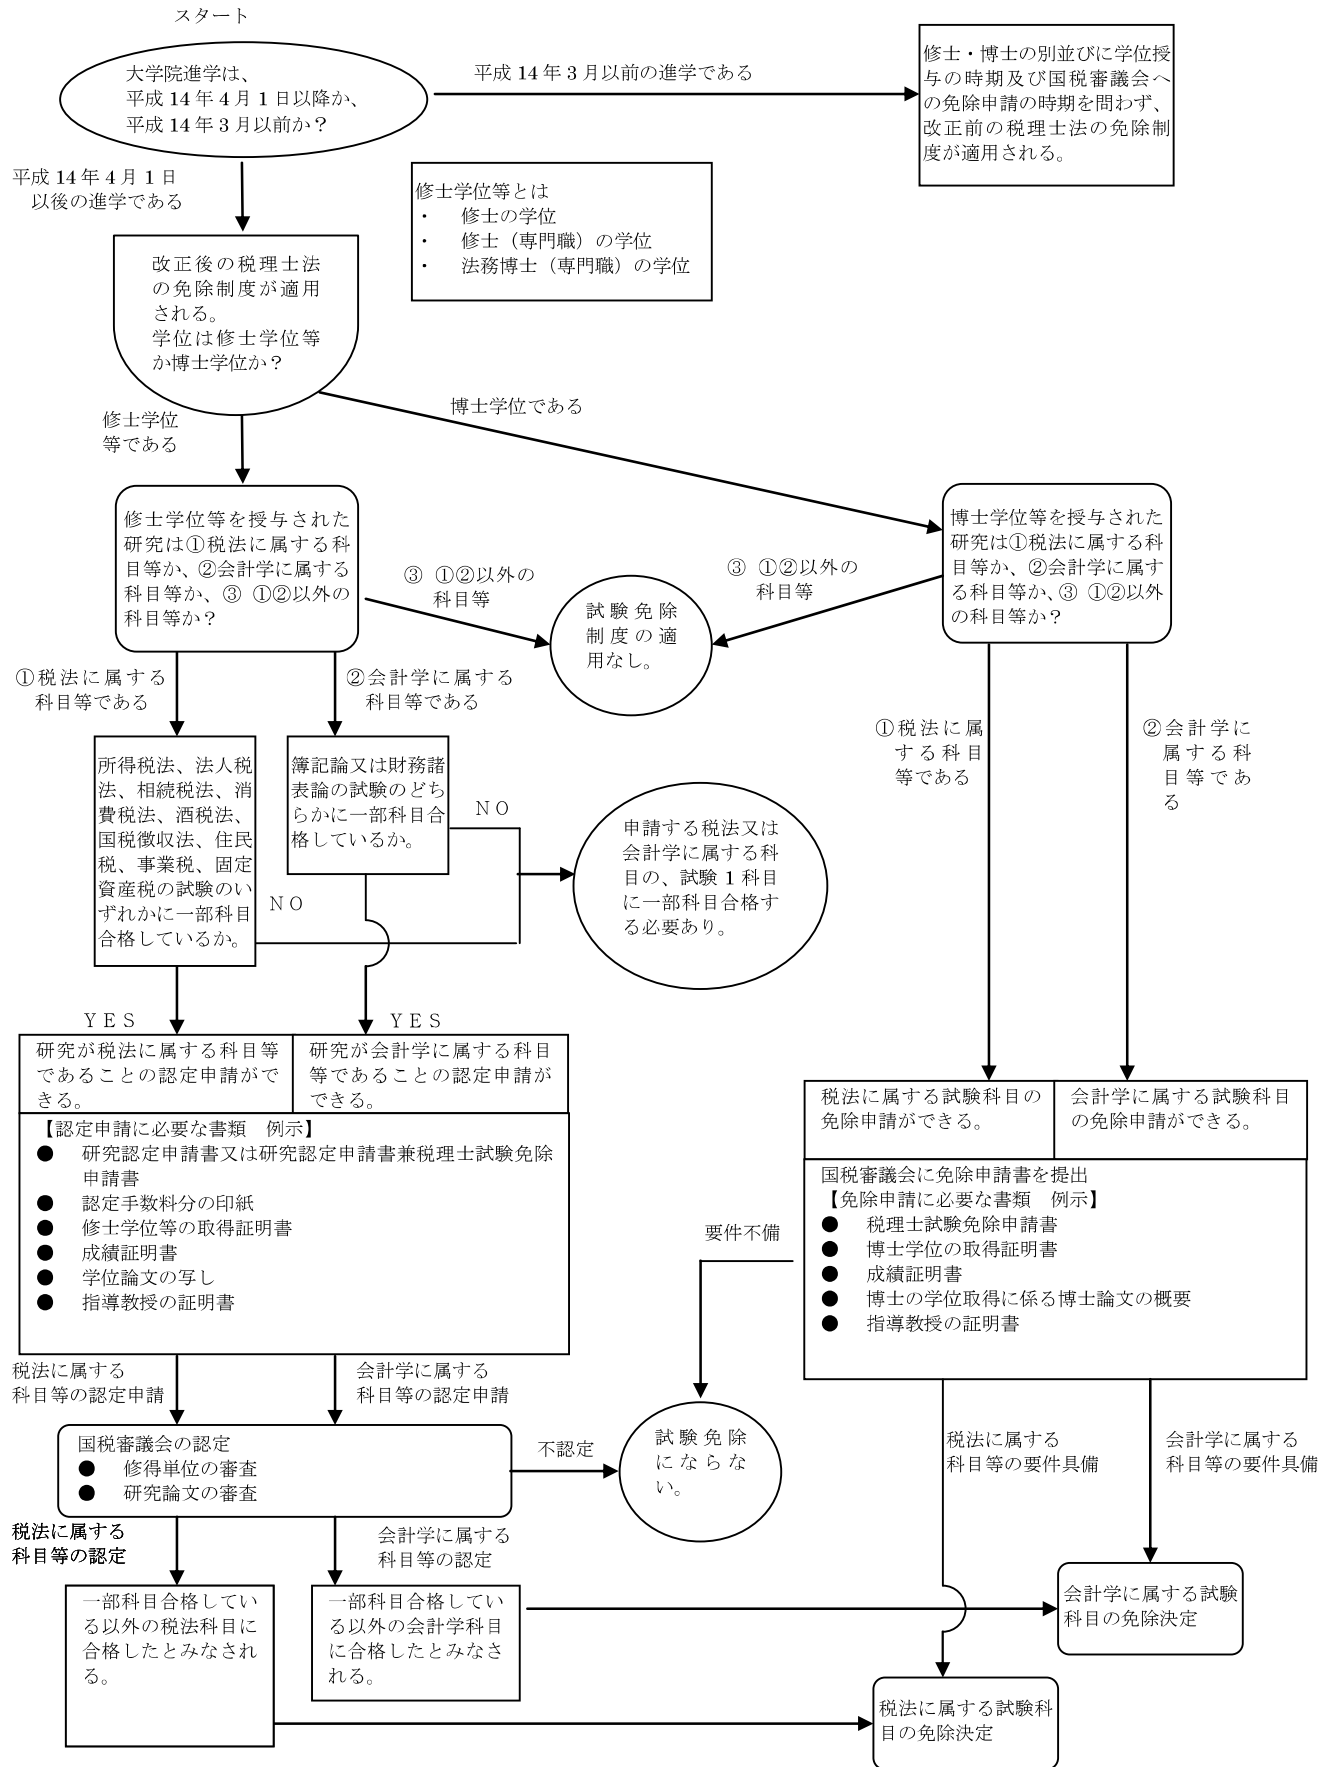 スタート
大学院進学は、
平成 14 年 4 月 1 日以降か、
平成 14 年 3 月以前か？
平成 14 年 3 月以前の進学である
修士・博士の別並びに学位授
与の時期及び国税審議会へ
の免除申請の時期を問わず、
改正前の税理士法の免除制
度が適用される。
平成 14 年 4 月 1 日
以後の進学である
修士学位等とは
・ 修士の学位
・ 修士（専門職）の学位
・ 法務博士（専門職）の学位
改正後の税理士法
の免除制度が適用
される。
学位は修士学位等
か博士学位か？
修士学位
等である
博士学位である
修士学位等を授与された
研究は①税法に属する科
目等か、②会計学に属する
科目等か、③ ①②以外の
科目等か？
③ ①②以外の
科目等
試験免除
制度の適
用なし。
③ ①②以外の
科目等
博士学位等を授与された
研究は①税法に属する科
目等か、②会計学に属す
る科目等か、③ ①②以外
の科目等か？
①税法に属する
科目等である
②会計学に属する
科目等である
①税法に属
する科目
等である
②会計学に
属する科
目等であ
る
所得税法、法人税
法、相続税法、消
費税法、酒税法、
国税徴収法、住民
税、事業税、固定
資産税の試験のい
ずれかに一部科目
合格しているか。
簿記論又は財務諸
表論の試験のどち
らかに一部科目合
格しているか。
ＮＯ
ＮＯ
申請する税法又は
会計学に属する科
目の、試験 1 科目
に一部科目合格す
る必要あり。
ＹＥＳ
ＹＥＳ
研究が税法に属する科目等
であることの認定申請がで
きる。
研究が会計学に属する科目
等であることの認定申請が
できる。
【認定申請に必要な書類　例示】
● 研究認定申請書又は研究認定申請書兼税理士試験免除
申請書
● 認定手数料分の印紙
● 修士学位等の取得証明書
● 成績証明書
● 学位論文の写し
● 指導教授の証明書
税法に属する試験科目の
免除申請ができる。
会計学に属する試験科目
の免除申請ができる。
国税審議会に免除申請書を提出
【免除申請に必要な書類　例示】
● 税理士試験免除申請書
● 博士学位の取得証明書
● 成績証明書
● 博士の学位取得に係る博士論文の概要
● 指導教授の証明書
要件不備
税法に属する
科目等の認定申請
会計学に属する
科目等の認定申請
国税審議会の認定
● 修得単位の審査
● 研究論文の審査
不認定
試験免除
にならな
い。
税法に属する
科目等の要件具備
会計学に属する
科目等の要件具備
税法に属する
科目等の認定
会計学に属する
科目等の認定
一部科目合格してい
る以外の税法科目に
合格したとみなされ
る。
一部科目合格してい
る以外の会計学科目
に合格したとみなさ
れる。
会計学に属する試験
科目の免除決定
税法に属する試験科
目の免除決定